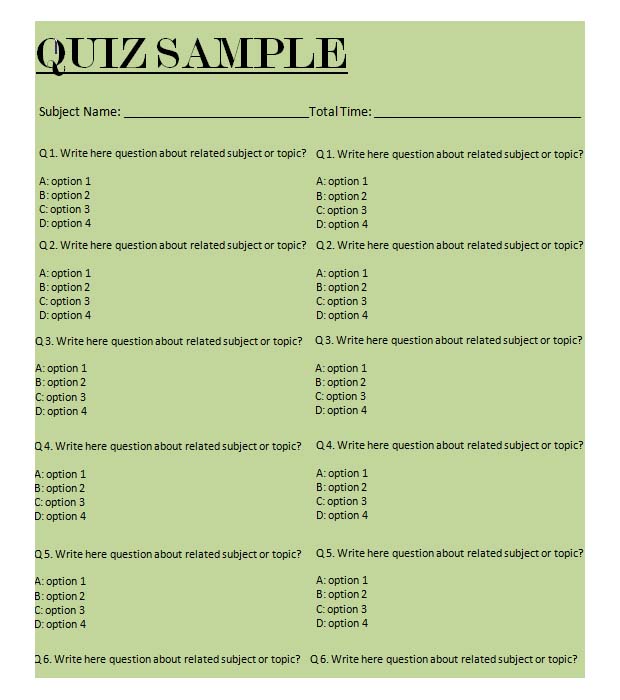 QUIZ SAMPLE
Subject Name: ____________________________Total Time: ________________________________
Q1. Write here question about related subject or topic?
A: option 1
B: option 2
C: option 3
D: option 4
Q2. Write here question about related subject or topic?
A: option 1
B: option 2
C: option 3
D: option 4
Q3. Write here question about related subject or topic?
A: option 1
B: option 2
C: option 3
D: option 4
Q4. Write here question about related subject or topic?
A: option 1
B: option 2
C: option 3
D: option 4
Q5. Write here question about related subject or topic?
A: option 1
B: option 2
C: option 3
D: option 4
Q6. Write here question about related subject or topic?
Q1. Write here question about related subject or topic?
A: option 1
B: option 2
C: option 3
D: option 4
Q2. Write here question about related subject or topic?
A: option 1
B: option 2
C: option 3
D: option 4
Q3. Write here question about related subject or topic?
A: option 1
B: option 2
C: option 3
D: option 4
Q4. Write here question about related subject or topic?
A: option 1
B: option 2
C: option 3
D: option 4
Q5. Write here question about related subject or topic?
A: option 1
B: option 2
C: option 3
D: option 4
Q6. Write here question about related subject or topic?